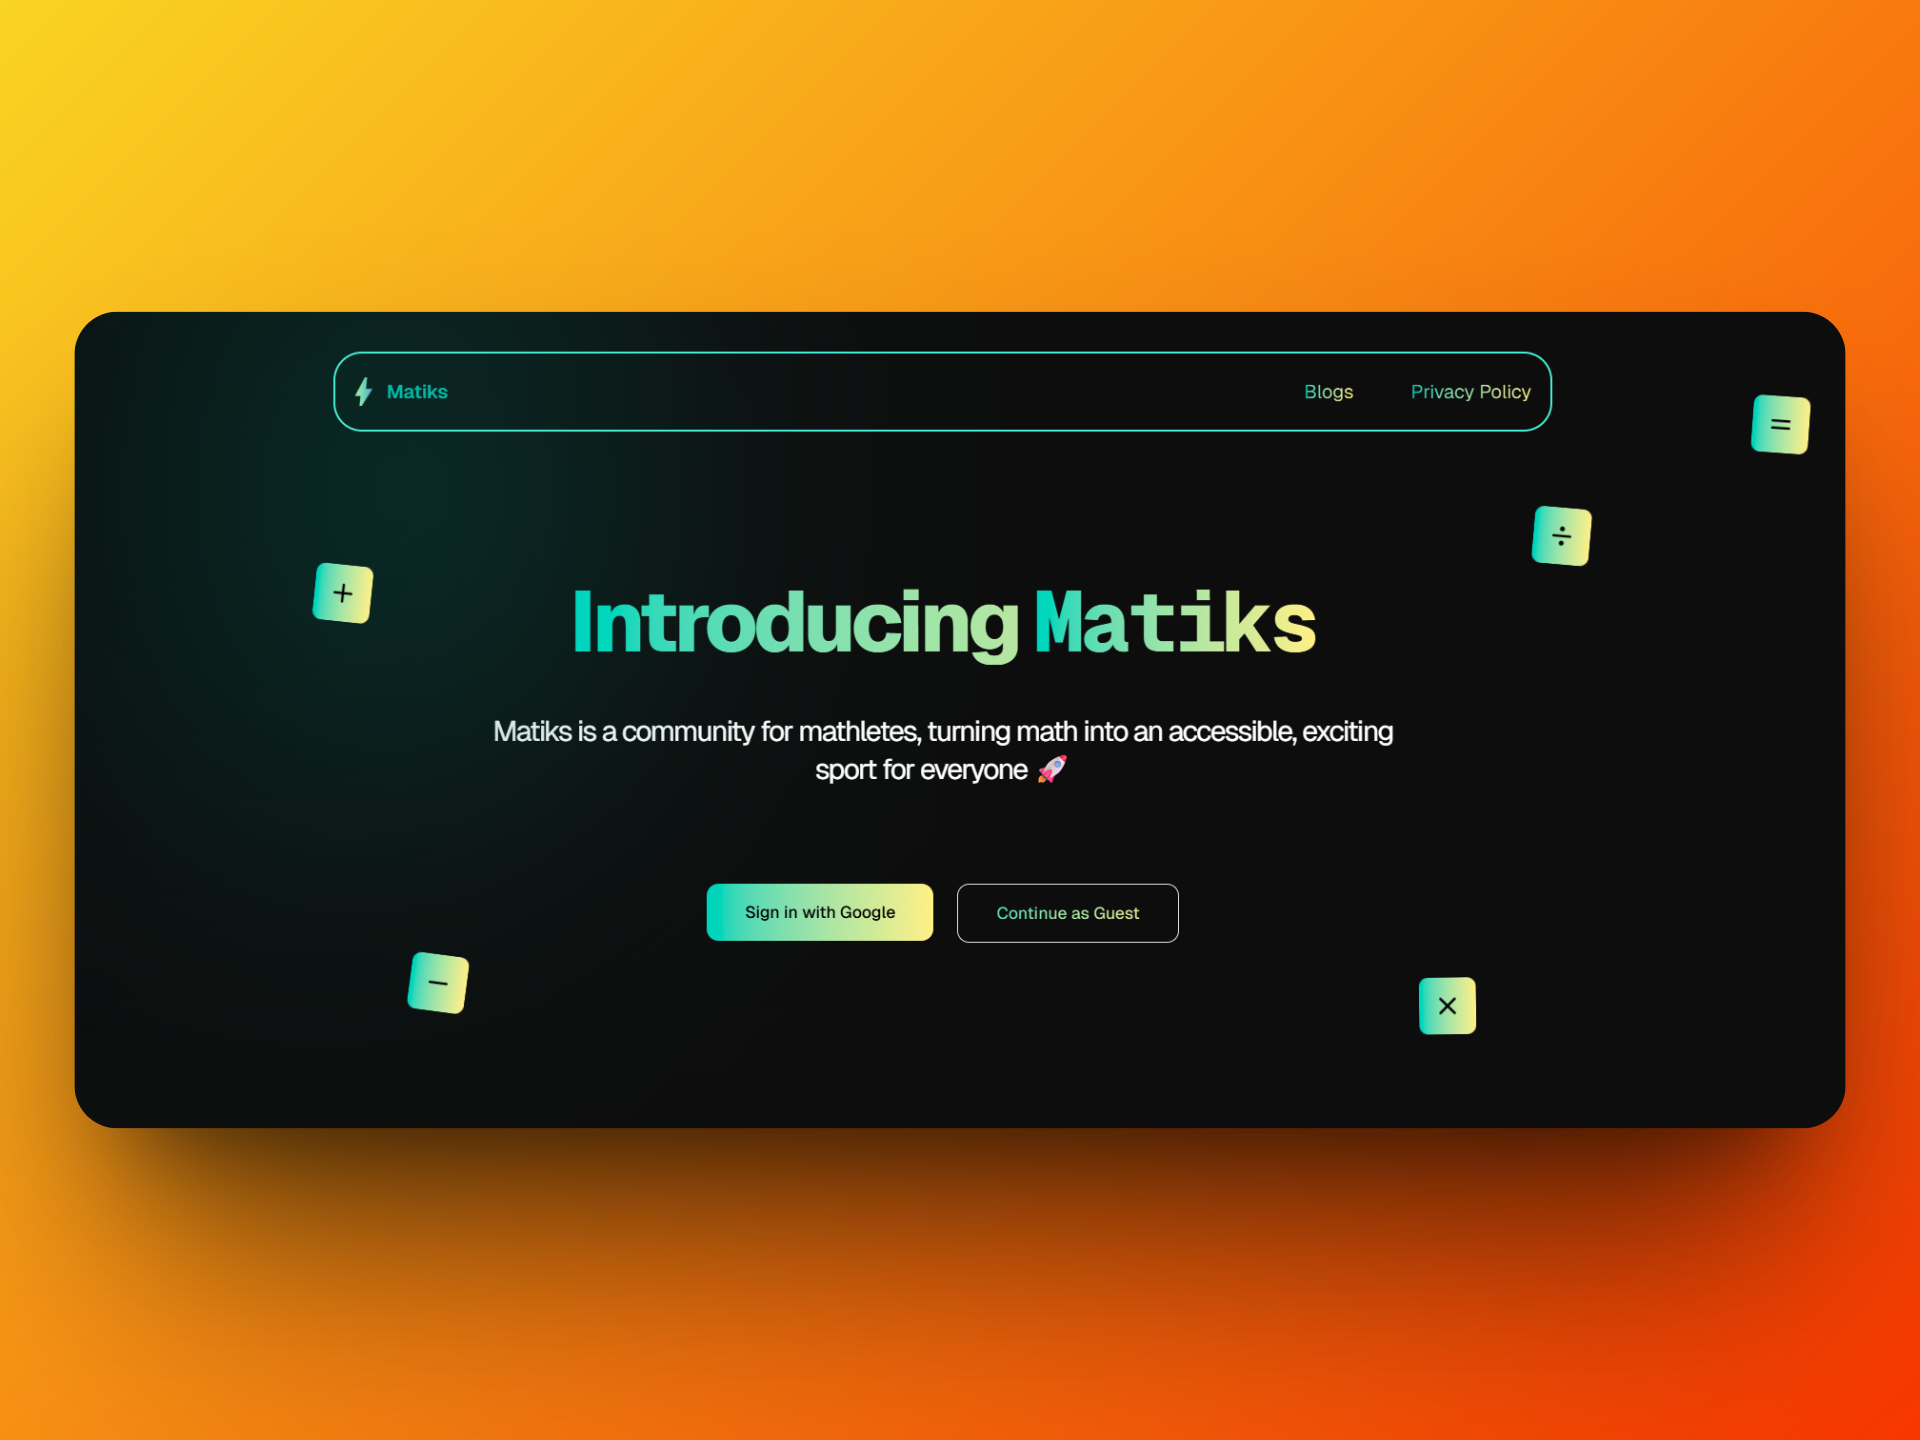 Matiks
Blogs
Privacy Policy
=
÷
+
Introducing Matiks
Matiks is a community for mathletes, turning math into an accessible, exciting
sport for everyone 🚀
Sign in with Google
Continue as Guest
−
×